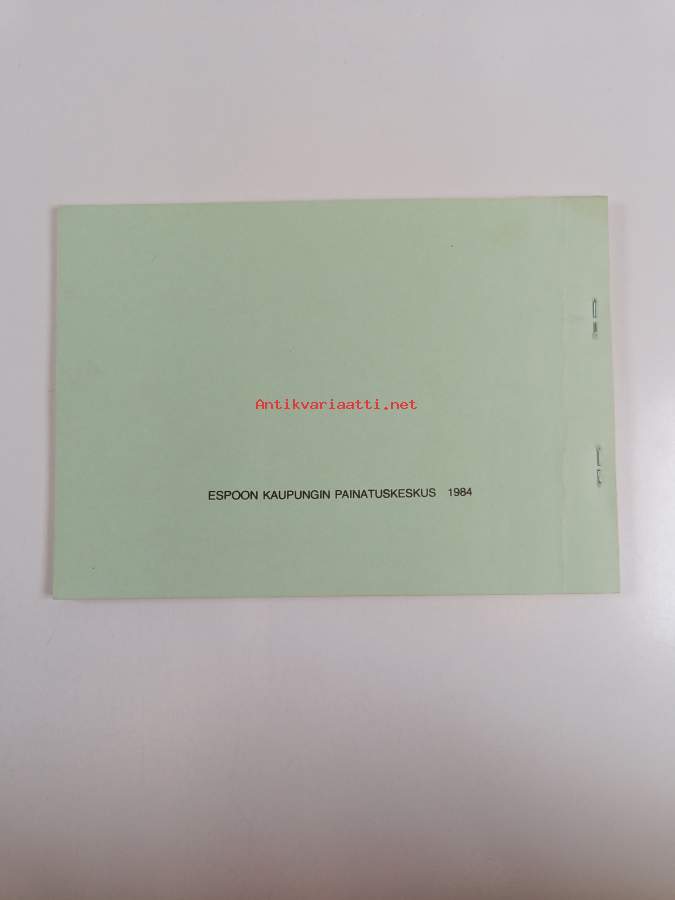 Antikvariaatti.net
ESPOON KAUPUNGIN PAINATUSKESKUS 1984